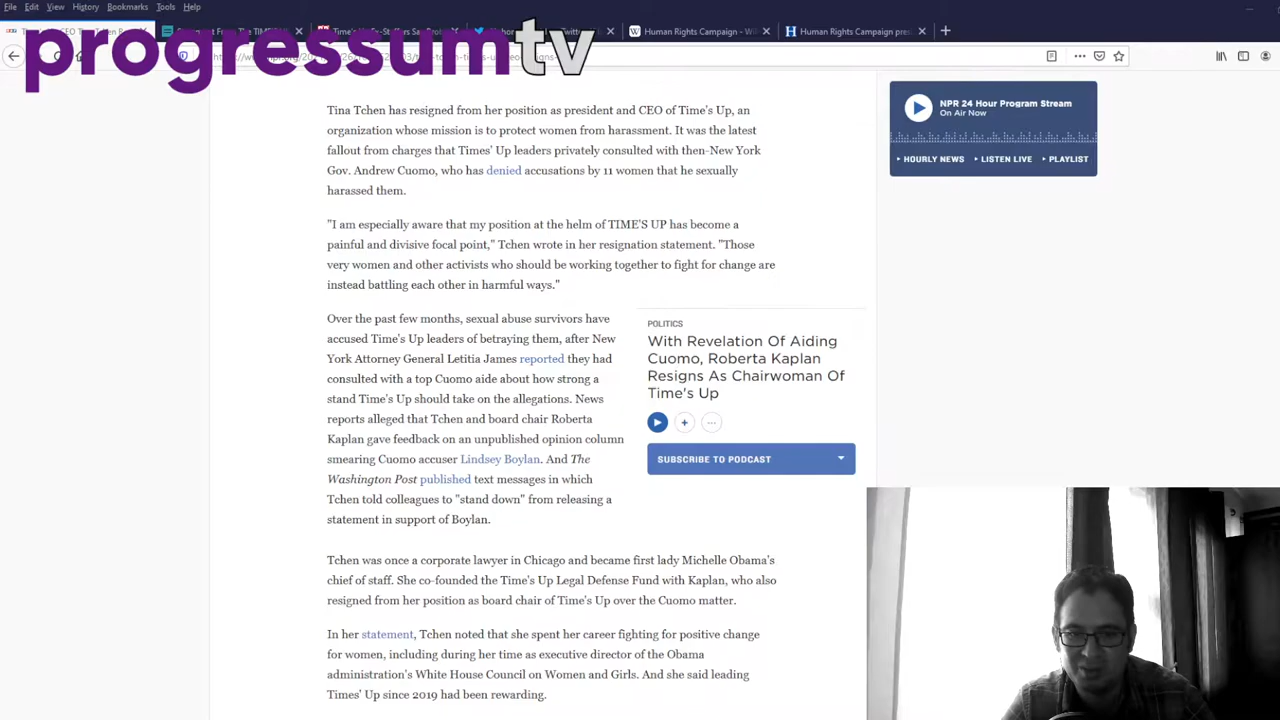 File Edit View History Bookmarks Tools Help
progressumtv
Human Rights Campaign - Wi
Human Rights Campaign pres
Tina Tchen has resigned from her position as president and CEO of Time's Up, an
organization whose mission is to protect women from harassment. It was the latest
fallout from charges that Times' Up leaders privately consulted with then-New York
Gov. Andrew Cuomo, who has denied accusations by 11 women that he sexually
harassed them.
"I am especially aware that my position at the helm of TIME'S UP has become a
painful and divisive focal point," Tchen wrote in her resignation statement. "Those
very women and other activists who should be working together to fight for change are
instead battling each other in harmful ways."
Over the past few months, sexual abuse survivors have
accused Time's Up leaders of betraying them, after New
York Attorney General Letitia James reported they had
consulted with a top Cuomo aide about how strong a
stand Time's Up should take on the allegations. News
reports alleged that Tchen and board chair Roberta
Kaplan gave feedback on an unpublished opinion column
smearing Cuomo accuser Lindsey Boylan. And The
Washington Post published text messages in which
Tchen told colleagues to "stand down" from releasing a
statement in support of Boylan.
POLITICS
With Revelation Of Aiding
Cuomo, Roberta Kaplan
Resigns As Chairwoman Of
Time's Up
SUBSCRIBE TO PODCAST
Tchen was once a corporate lawyer in Chicago and became first lady Michelle Obama's
chief of staff. She co-founded the Time's Up Legal Defense Fund with Kaplan, who also
resigned from her position as board chair of Time's Up over the Cuomo matter.
In her statement, Tchen noted that she spent her career fighting for positive change
for women, including during her time as executive director of the Obama
administration's White House Council on Women and Girls. And she said leading
Times' Up since 2019 had been rewarding.
NPR 24 Hour Program Stream
On Air Now
HOURLY NEWS LISTEN LIVE PLAYLIST